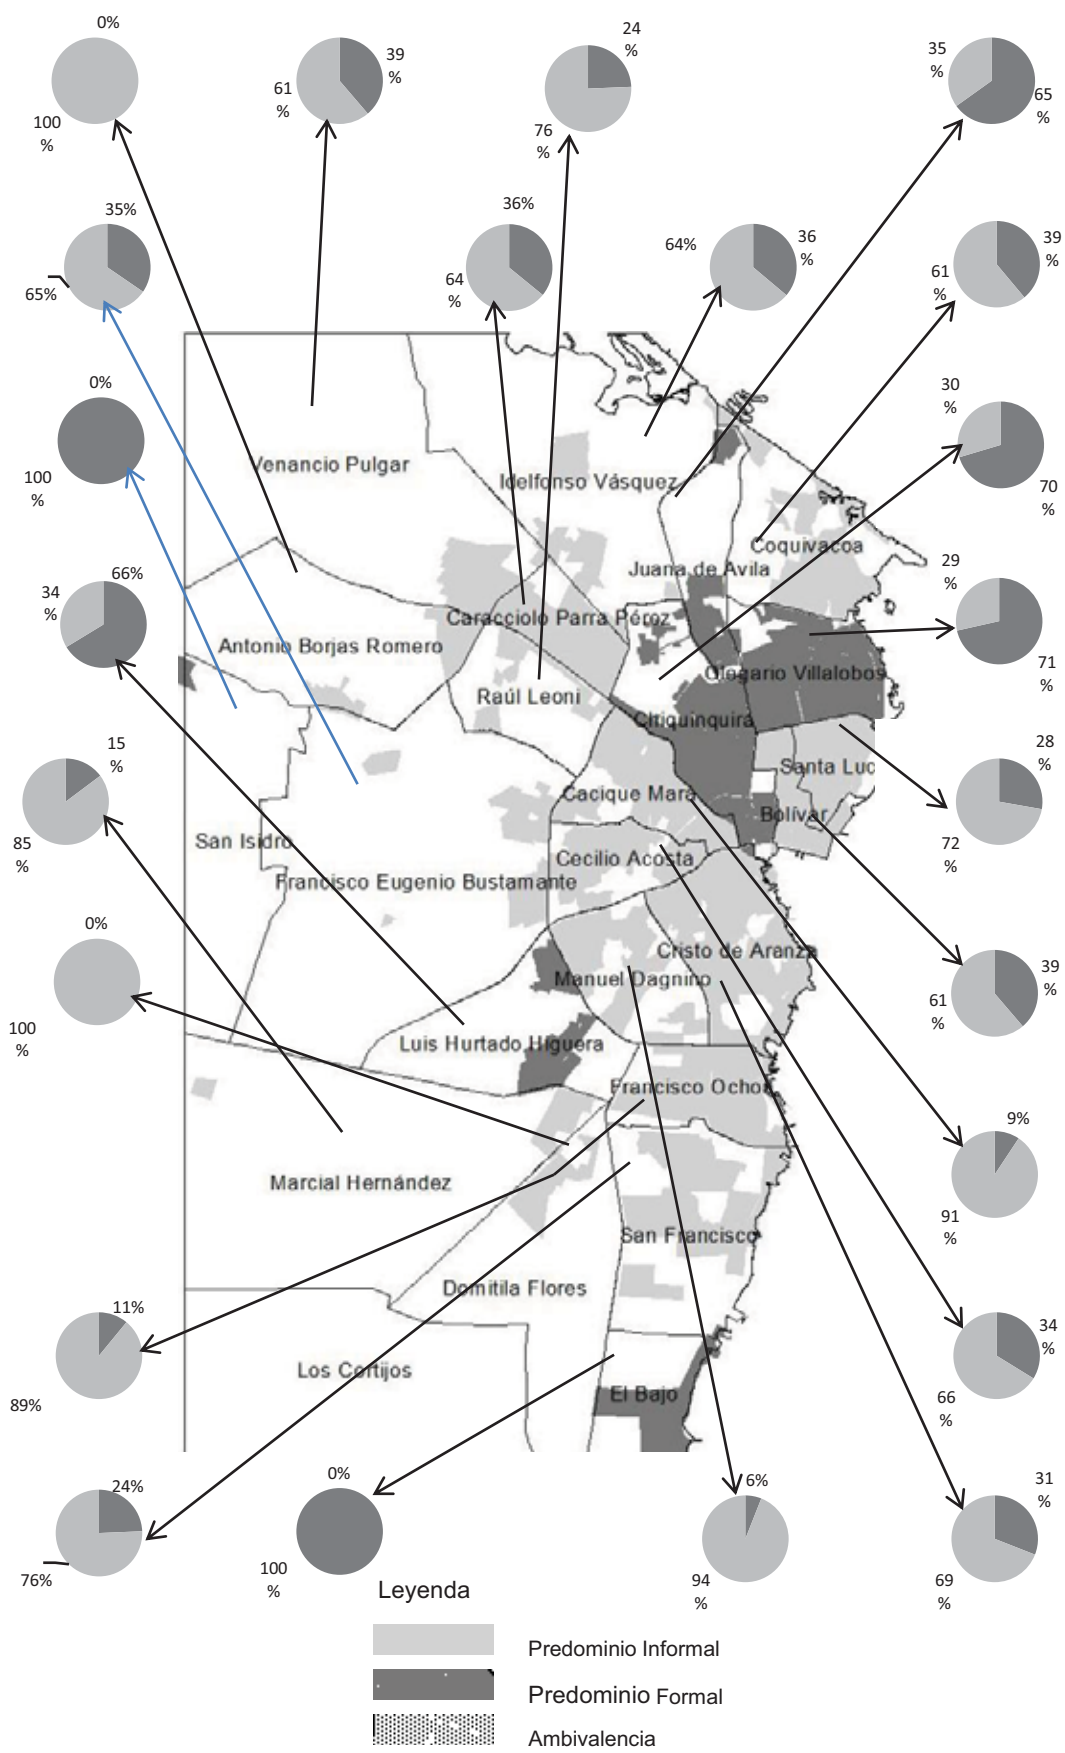 0%
100
%
39
%
61
%
24
%
76
%
35
%
65
%
35%
65%
36%
64
%
64%
36
%
39
%
61
%
0%
100
%
30
%
70
%
Venancio Pulgar
Idelfonso Vásquez
Coquivacoa
Juana de Avila
29
%
71
%
66%
34
%
Caracciolo Parra Péroz
Antonio Borjas Romero
Olegario Villalobos
Raúl Leoni
Chiquinquira
15
%
85
%
28
%
72
%
Santa Luc
Cacique Mara
Bolívar
San Isidro
Cecilio Acosta
Francisco Eugenio Bustamante
0%
100
%
Cristo de Aranza
Manuel Dagnino
39
%
61
%
Luis Hurtado Higuera
Francisco Ochoa
9%
91
%
Marcial Hernández
San Francisco
Domitila Flores
11%
89%
34
%
66
%
Los Cortijos
El Bajo
24%
76%
0%
100
%
6%
94
%
31
%
69
%
Leyenda
Predominio Informal
Predominio Formal
Ambivalencia